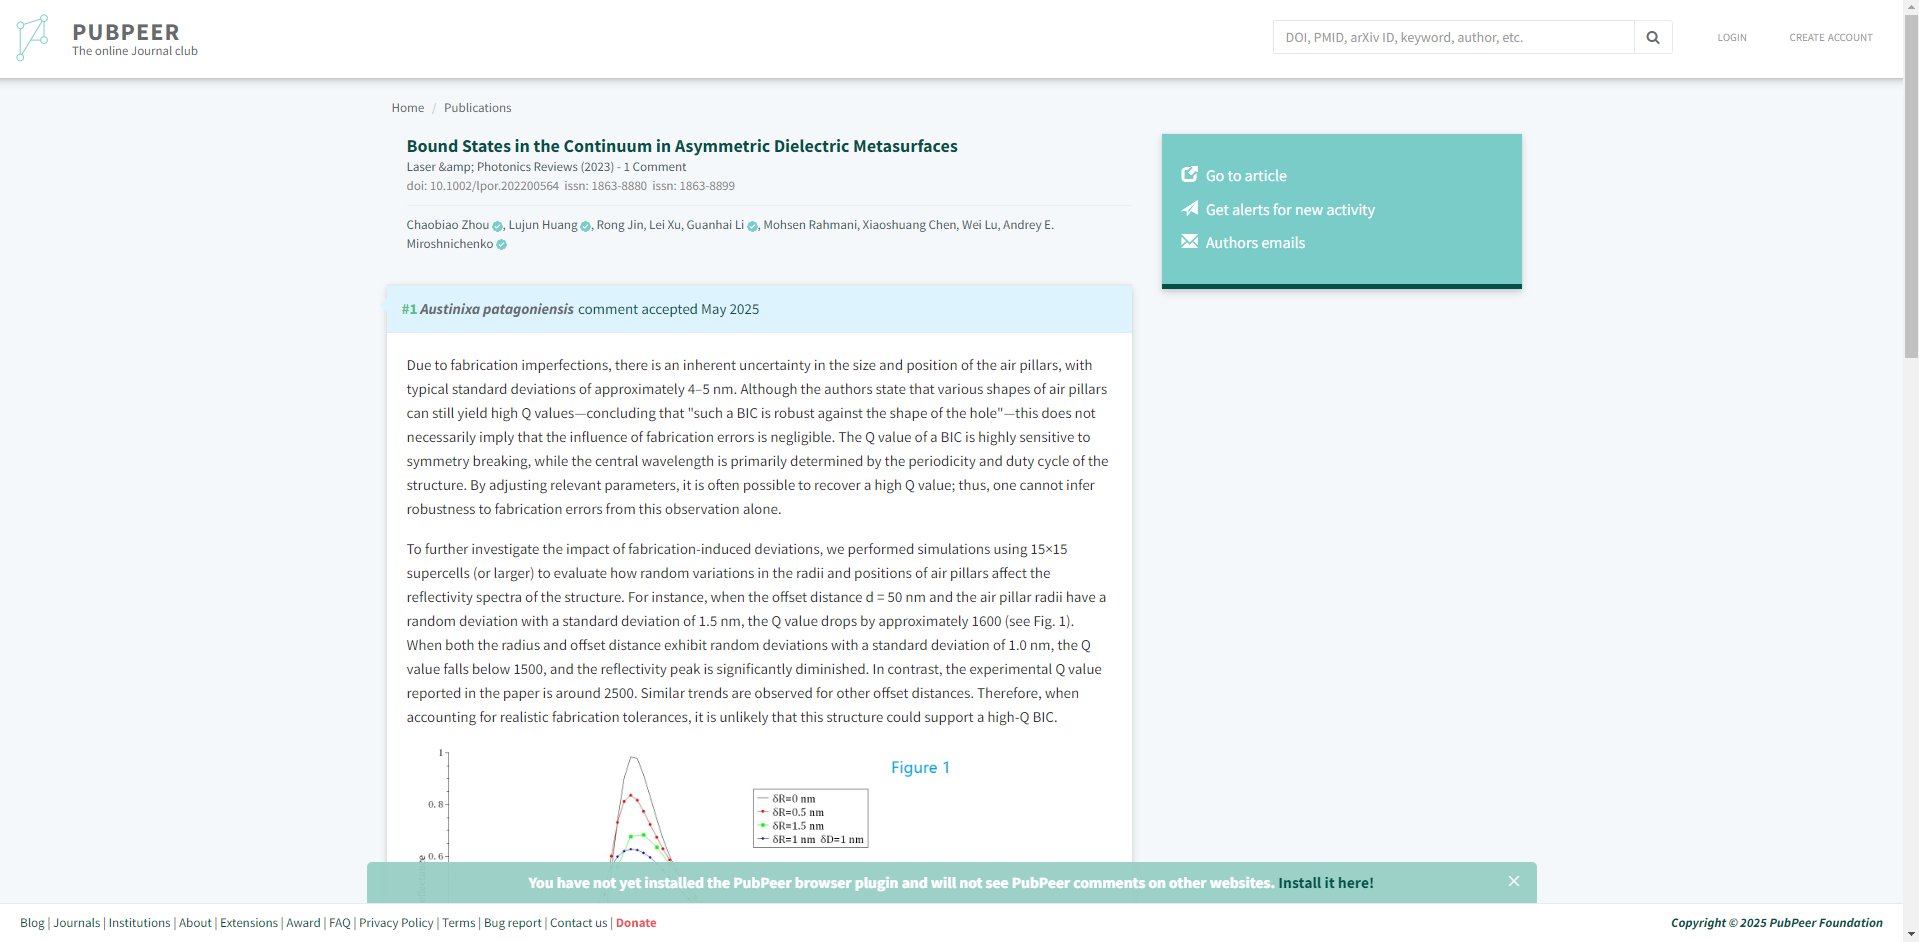 PUBPEER
The online Journal club
DOI, PMID, arXiv ID, keyword, author, etc.
LOGIN
CREATE ACCOUNT
Home / Publications
Bound States in the Continuum in Asymmetric Dielectric Metasurfaces
Laser &amp; Photonics Reviews (2023) - 1 Comment
doi: 10.1002/lpor.202200564 issn: 1863-8880 issn: 1863-8899
Chaobiao Zhou, Lujun Huang, Rong Jin, Lei Xu, Guanhai Li, Mohsen Rahmani, Xiaoshuang Chen, Wei Lu, Andrey E.
Miroshnichenko
Go to article
Get alerts for new activity
Authors emails
#1 Austinixa patagoniensis comment accepted May 2025
Due to fabrication imperfections, there is an inherent uncertainty in the size and position of the air pillars, with
typical standard deviations of approximately 4–5 nm. Although the authors state that various shapes of air pillars
can still yield high Q values—concluding that "such a BIC is robust against the shape of the hole"—this does not
necessarily imply that the influence of fabrication errors is negligible. The Q value of a BIC is highly sensitive to
symmetry breaking, while the central wavelength is primarily determined by the periodicity and duty cycle of the
structure. By adjusting relevant parameters, it is often possible to recover a high Q value; thus, one cannot infer
robustness to fabrication errors from this observation alone.
To further investigate the impact of fabrication-induced deviations, we performed simulations using 15×15
supercells (or larger) to evaluate how random variations in the radii and positions of air pillars affect the
reflectivity spectra of the structure. For instance, when the offset distance d = 50 nm and the air pillar radii have a
random deviation with a standard deviation of 1.5 nm, the Q value drops by approximately 1600 (see Fig. 1).
When both the radius and offset distance exhibit random deviations with a standard deviation of 1.0 nm, the Q
value falls below 1500, and the reflectivity peak is significantly diminished. In contrast, the experimental Q value
reported in the paper is around 2500. Similar trends are observed for other offset distances. Therefore, when
accounting for realistic fabrication tolerances, it is unlikely that this structure could support a high-Q BIC.
1
Figure 1
0.8
δR=0 nm
δR=0.5 nm
δR=1.5 nm
δR=1 nm δD=1 nm
0.6
You have not yet installed the PubPeer browser plugin and will not see PubPeer comments on other websites. Install it here!
Blog | Journals | Institutions | About | Extensions | Award | FAQ | Privacy Policy | Terms | Bug report | Contact us | Donate
Copyright © 2025 PubPeer Foundation